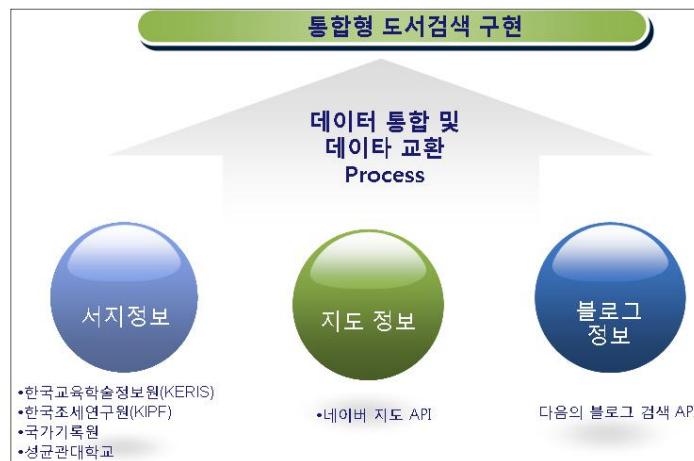 통합형 도서검색 구현
데이터 통합 및
데이타 교환
Process
서지정보
지도 정보
블로그
정보
•한국교육학술정보원(KERIS)
•한국조세연구원(KIPF)
•국가기록원
•성균관대학교
•네이버 지도 API
다음의 블로그 검색 AP